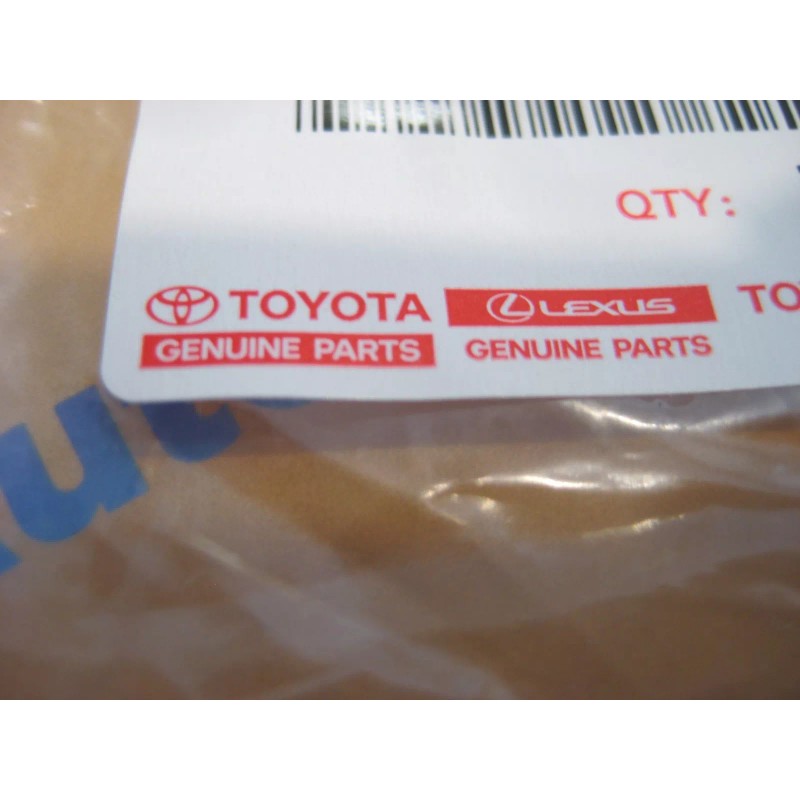 QTY:
TOYOTA LEXUS TO
GENUINE PARTS GENUINE PARTS